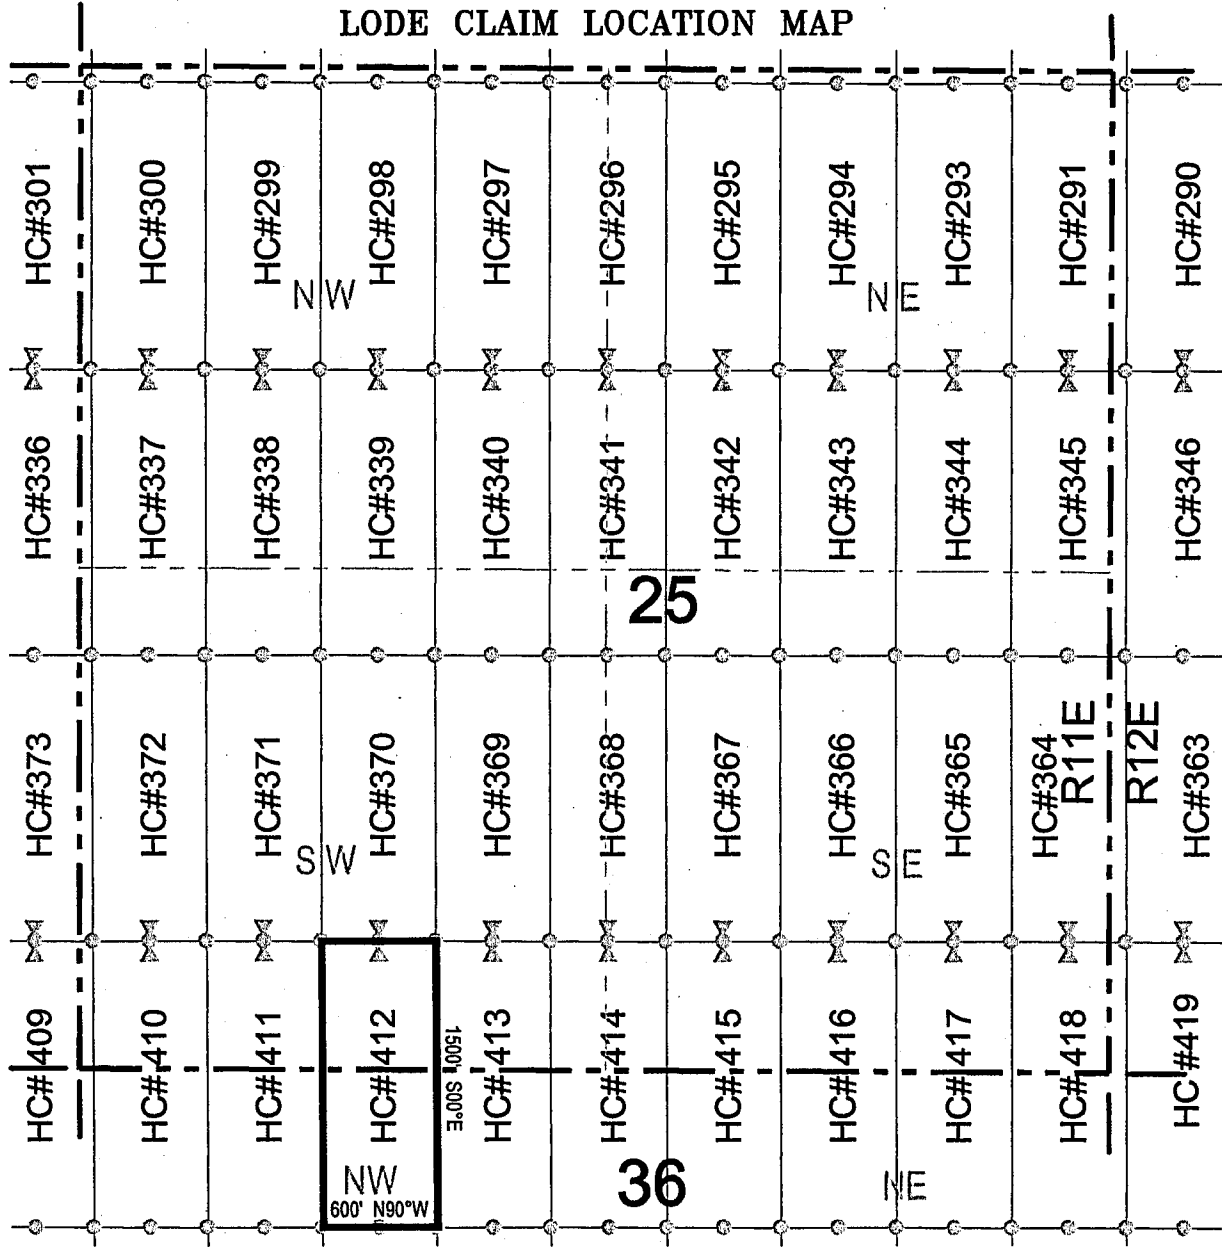 LODE CLAIM LOCATION MAP
HC#301
HC#300
HC#299
HC#298
HC#297
HC#296
HC#295
HC#294
HC#293
HC#291
HC#290
NW
NE
HC#336
HC#337
HC#338
HC#339
HC#340
HC#341
HC#342
HC#343
HC#344
HC#345
HC#346
25
HC#373
HC#372
HC#371
HC#370
HC#369
HC#368
HC#367
HC#366
HC#365
HC#364
R11E
R12E
HC#363
SW
SE
HC#409
HC#410
HC#411
HC#412
1500', S00°E
HC#413
HC#414
HC#415
HC#416
HC#417
HC#418
HC#419
NW
600' N90°W
36
NE